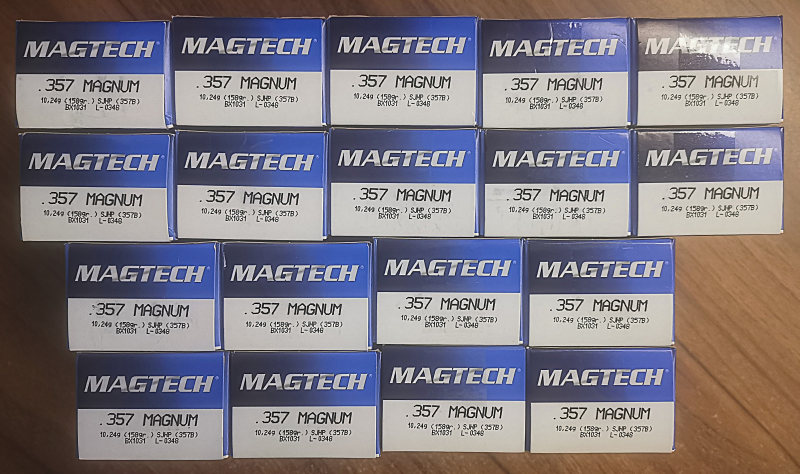 MAGTECH
.357 MAGNUM
10,24g (158gr.) SJHP (357B)
BX1031 L-0348
MAGTECH
.357 MAGNUM
10,24g (158gr.) SJHP (357B)
BX1031 L-0348
MAGTECH
.357 MAGNUM
10,24g (158gr.) SJHP (357B)
BX1031 L-0348
MAGTECH
.357 MAGNUM
10,24g (158gr.) SJHP (357B)
BX1031 L-0348
MAGTECH
.357 MAGNUM
10,24g (158gr.) SJHP (357B)
BX1031 L-0348
MAGTECH
.357 MAGNUM
10,24g (158gr.) SJHP (357B)
BX1031 L-0348
MAGTECH
.357 MAGNUM
10,24g (158gr.) SJHP (357B)
BX1031 L-0348
MAGTECH
.357 MAGNUM
10,24g (158gr.) SJHP (357B)
BX1031 L-0348
MAGTECH
.357 MAGNUM
10,24g (158gr.) SJHP (357B)
BX1031 L-0348
MAGTECH
.357 MAGNUM
10,24g (158gr.) SJHP (357B)
BX1031 L-0348
MAGTECH
.357 MAGNUM
10,24g (158gr.) SJHP (357B)
BX1031 L-0348
MAGTECH
.357 MAGNUM
10,24g (158gr.) SJHP (357B)
BX1031 L-0348
MAGTECH
.357 MAGNUM
10,24g (158gr.) SJHP (357B)
BX1031 L-0348
MAGTECH
.357 MAGNUM
10,24g (158gr.) SJHP (357B)
BX1031 L-0348
MAGTECH
.357 MAGNUM
10,24g (158gr.) SJHP (357B)
BX1031 L-0348
MAGTECH
.357 MAGNUM
10,24g (158gr.) SJHP (357B)
BX1031 L-0348
MAGTECH
.357 MAGNUM
10,24g (158gr.) SJHP (357B)
BX1031 L-0348
MAGTECH
.357 MAGNUM
10,24g (158gr.) SJHP (357B)
BX1031 L-0348